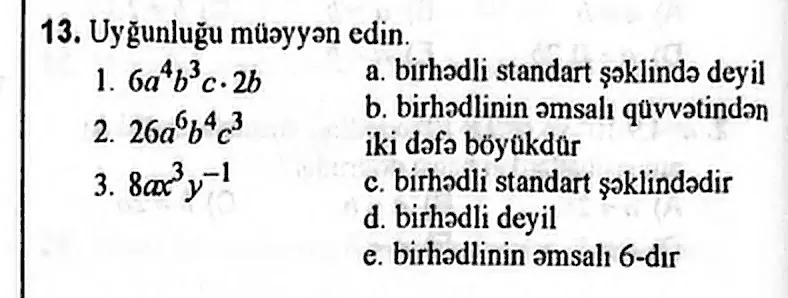 13. Uyğunluğu müəyyən edin.
1. 6a⁴b³c · 2b
2. 26a⁶b⁴c³
3. 8ax³y⁻¹
a. birhədli standart şəklində deyil
b. birhədlinin əmsalı qüvvətindən
iki dəfə böyükdür
c. birhədli standart şəklindədir
d. birhədli deyil
e. birhədlinin əmsalı 6-dır